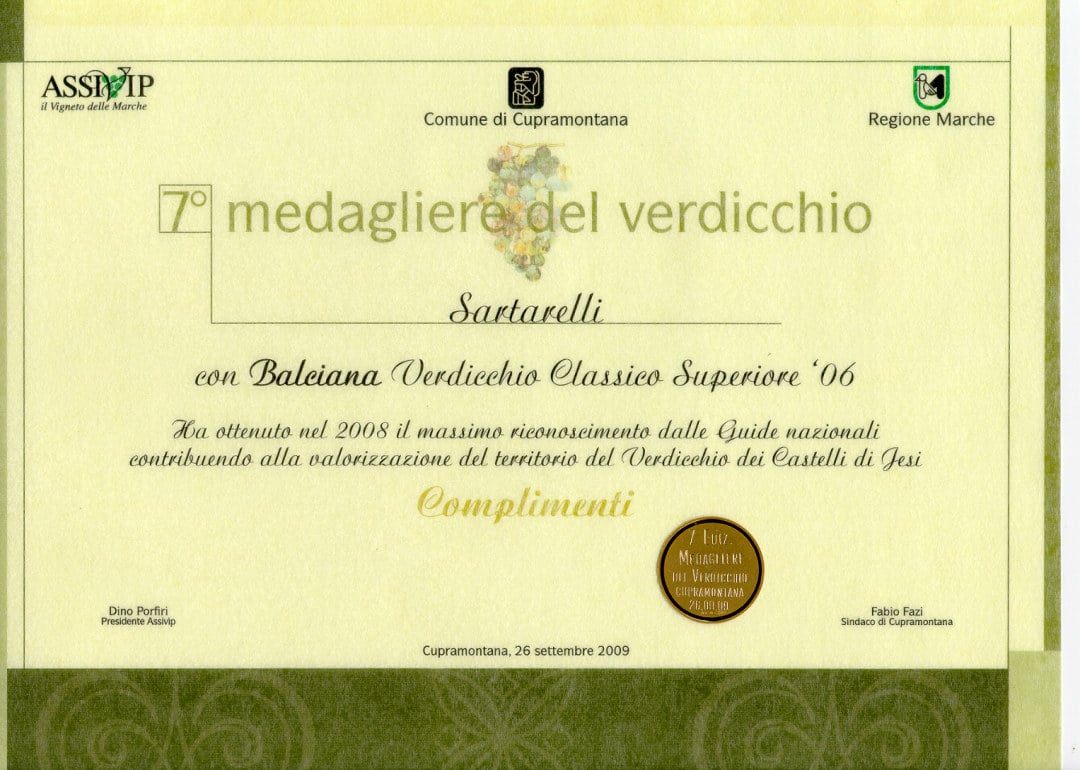 ASSIVIP
il Vigneto delle Marche
Comune di Cupramontana
Regione Marche
7° medagliere del verdicchio
Sartarelli
con Balciana Verdicchio Classico Superiore ‘06
Ha ottenuto nel 2008 il massimo riconoscimento dalle Guide nazionali
contribuendo alla valorizzazione del territorio del Verdicchio dei Castelli di Jesi
Complimenti
7 Ediz.
Medagliere
del Verdicchio
Cupramontana
26.09.09
Dino Porfiri
Presidente Assivip
Fabio Fazi
Sindaco di Cupramontana
Cupramontana, 26 settembre 2009